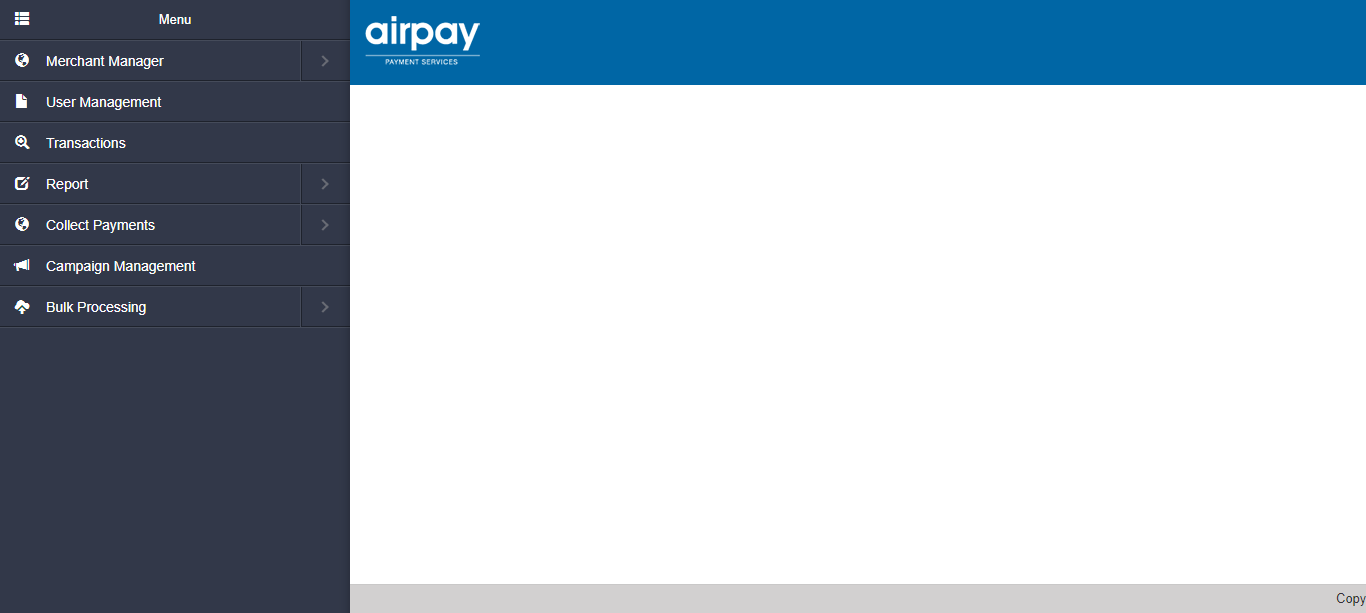 Menu
Merchant Manager
User Management
Transactions
Report
Collect Payments
Campaign Management
Bulk Processing
airpay
PAYMENT SERVICES
Copy